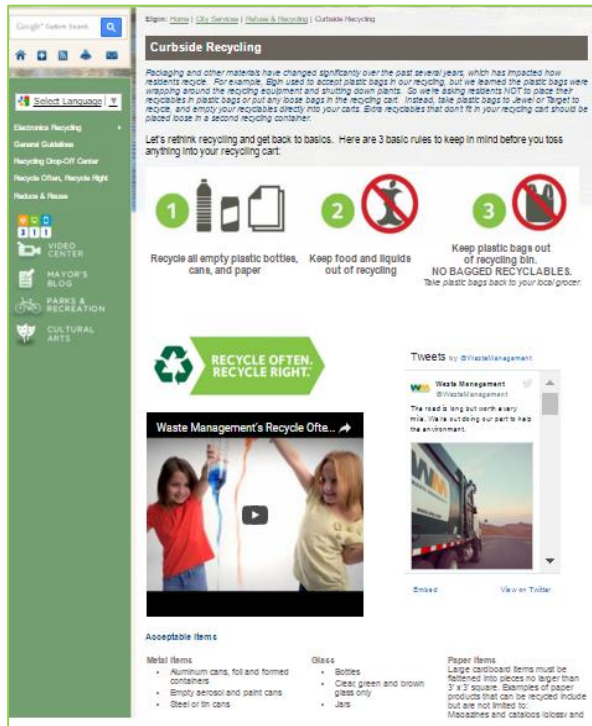 Google™ Custom Search
Elgin: Home | City Services | Refuse & Recycling | Curbside Recycling
Curbside Recycling
Packaging and other materials have changed significantly over the past several years, which has impacted how
residents recycle. For example, Elgin used to accept plastic bags in our recycling, but we learned the plastic bags were
wrapping around the recycling equipment and shutting down plants. So we're asking residents NOT to place their
recyclables in plastic bags or put any loose bags in the recycling cart. Instead, take plastic bags to Jewel or Target to
recycle, and empty your recyclables directly into your carts. Extra recyclables that don't fit in your recycling cart should be
placed loose in a second recycling container.
Let's rethink recycling and get back to basics. Here are 3 basic rules to keep in mind before you toss
anything into your recycling cart:
Select Language ▼
Electronics Recycling
General Guidelines
Recycling Drop-Off Center
Recycle Often, Recycle Right
Reduce & Reuse
3 1 1
VIDEO
CENTER
MAYOR'S
BLOG
PARKS &
RECREATION
CULTURAL
ARTS
1
Recycle all empty plastic bottles,
cans, and paper
2
Keep food and liquids
out of recycling
3
Keep plastic bags out
of recycling bin.
NO BAGGED RECYCLABLES.
Take plastic bags back to your local grocer.
RECYCLE OFTEN.
RECYCLE RIGHT.
Waste Management's Recycle Ofte...
Tweets by @WasteManagement
Waste Management
@WasteManagement
The road is long but worth every
mile. We're out doing our part to help
the environment.
WM
Embed
View on Twitter
Acceptable Items
Metal Items
• Aluminum cans, foil and formed
containers
• Empty aerosol and paint cans
• Steel or tin cans
Glass
• Bottles
• Clear, green and brown
glass only
• Jars
Paper Items
Large cardboard items must be
flattened into pieces no larger than
3' x 3' square. Examples of paper
products that can be recycled include
but are not limited to:
Magazines and catalogs (glossy and